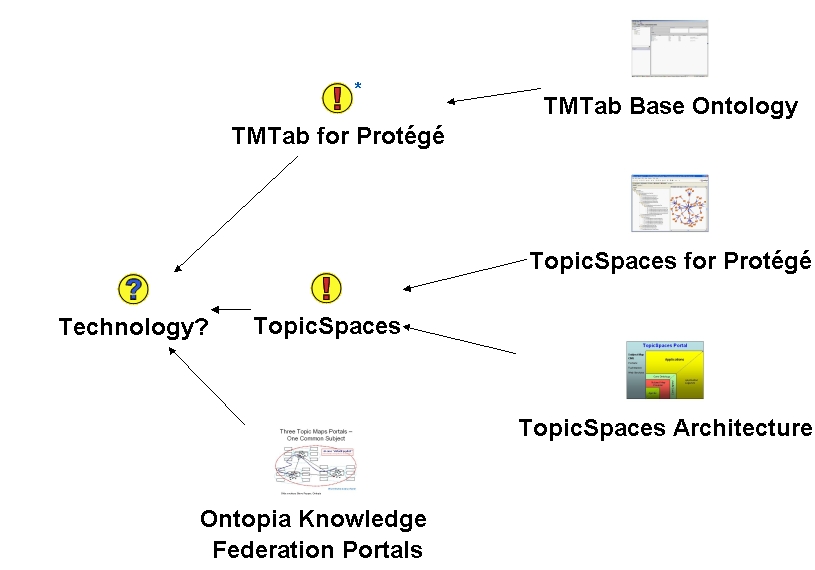 TMTab Base Ontology
*
TMTab for Protégé
TopicSpaces for Protégé
Technology?
TopicSpaces
TopicSpaces Portal
Applications
TopicSpaces Architecture
Three Topic Maps Portals –
One Common Subject
Ontopia Knowledge
Federation Portals